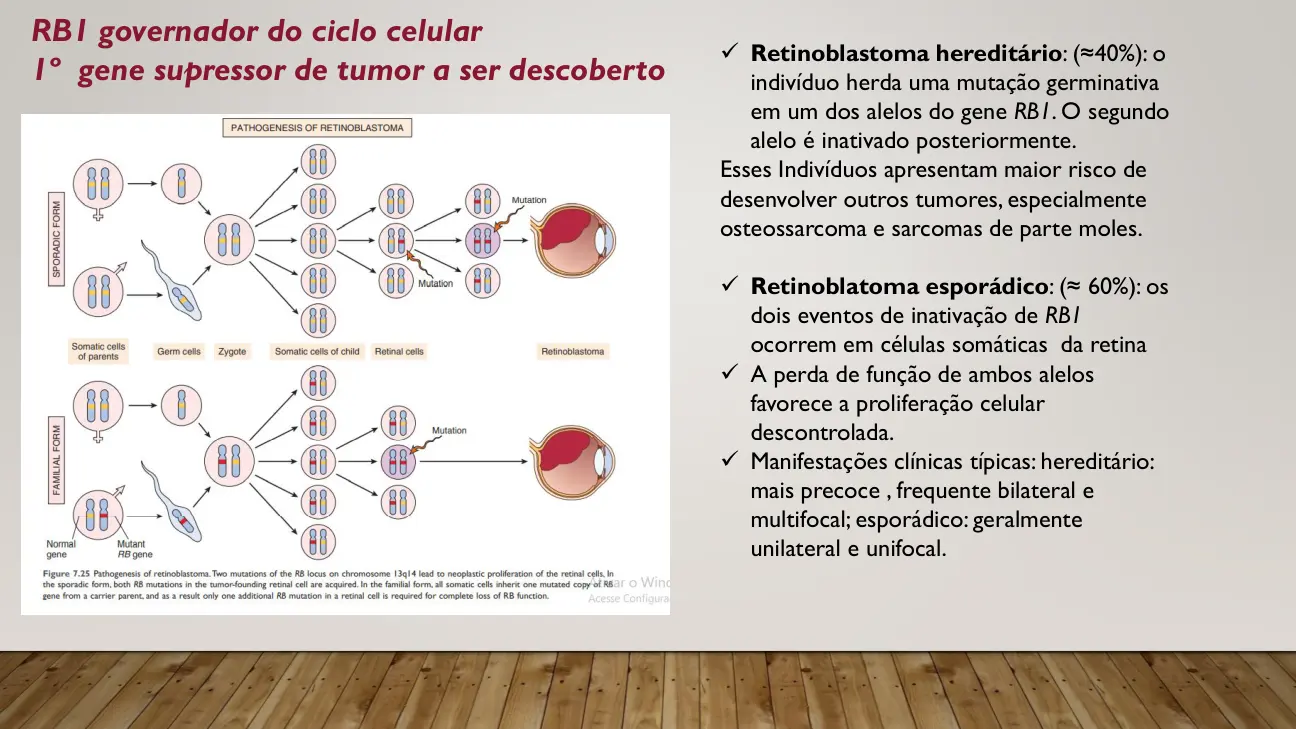 RB1 governador do ciclo celular
1º gene supressor de tumor a ser descoberto
PATHOGENESIS OF RETINOBLASTOMA
SPORADIC FORM
Mutation
Mutation
Somatic cells
of parents
Germ cells
Zygote
Somatic cells of child
Retinal cells
Retinoblastoma
FAMILIAL FORM
Mutation
Normal
gene
Mutant
RB gene
Figure 7.25 Pathogenesis of retinoblastoma. Two mutations of the RB locus on chromosome 13q14 lead to neoplastic proliferation of the retinal cells. In
the sporadic form, both RB mutations in the tumor-founding retinal cell are acquired. In the familial form, all somatic cells inherit one mutated copy of RB
gene from a carrier parent, and as a result only one additional RB mutation in a retinal cell is required for complete loss of RB function.
ar o Wind
Acesse Configura
✓ Retinoblastoma hereditário: (≈40%): o
indivíduo herda uma mutação germinativa
em um dos alelos do gene RB1. O segundo
alelo é inativado posteriormente.
Esses Indivíduos apresentam maior risco de
desenvolver outros tumores, especialmente
osteossarcoma e sarcomas de parte moles.
✓ Retinoblatoma esporádico: (≈ 60%): os
dois eventos de inativação de RB1
ocorrem em células somáticas da retina
✓ A perda de função de ambos alelos
favorece a proliferação celular
descontrolada.
✓ Manifestações clínicas típicas: hereditário:
mais precoce , frequente bilateral e
multifocal; esporádico: geralmente
unilateral e unifocal.